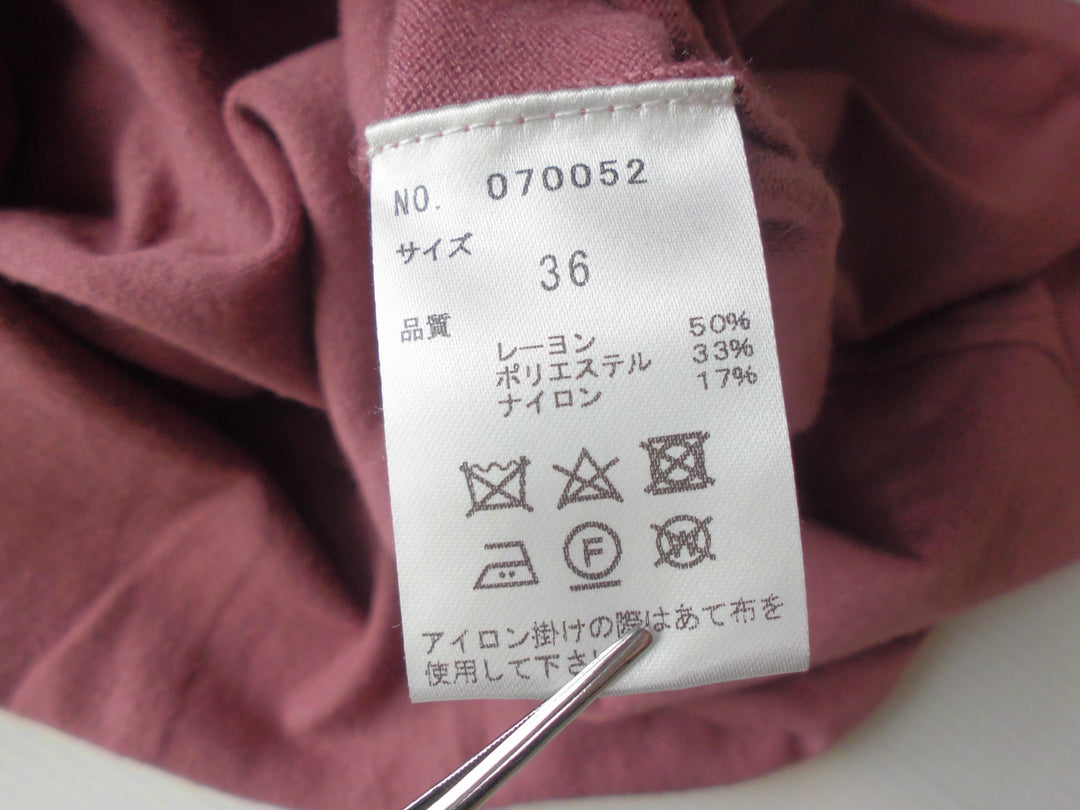 NO. 070052
サイズ
36
品質
レーヨン 50%
ポリエステル 33%
ナイロン 17%
F
W
アイロン掛けの際はあて布を
使用して下さ